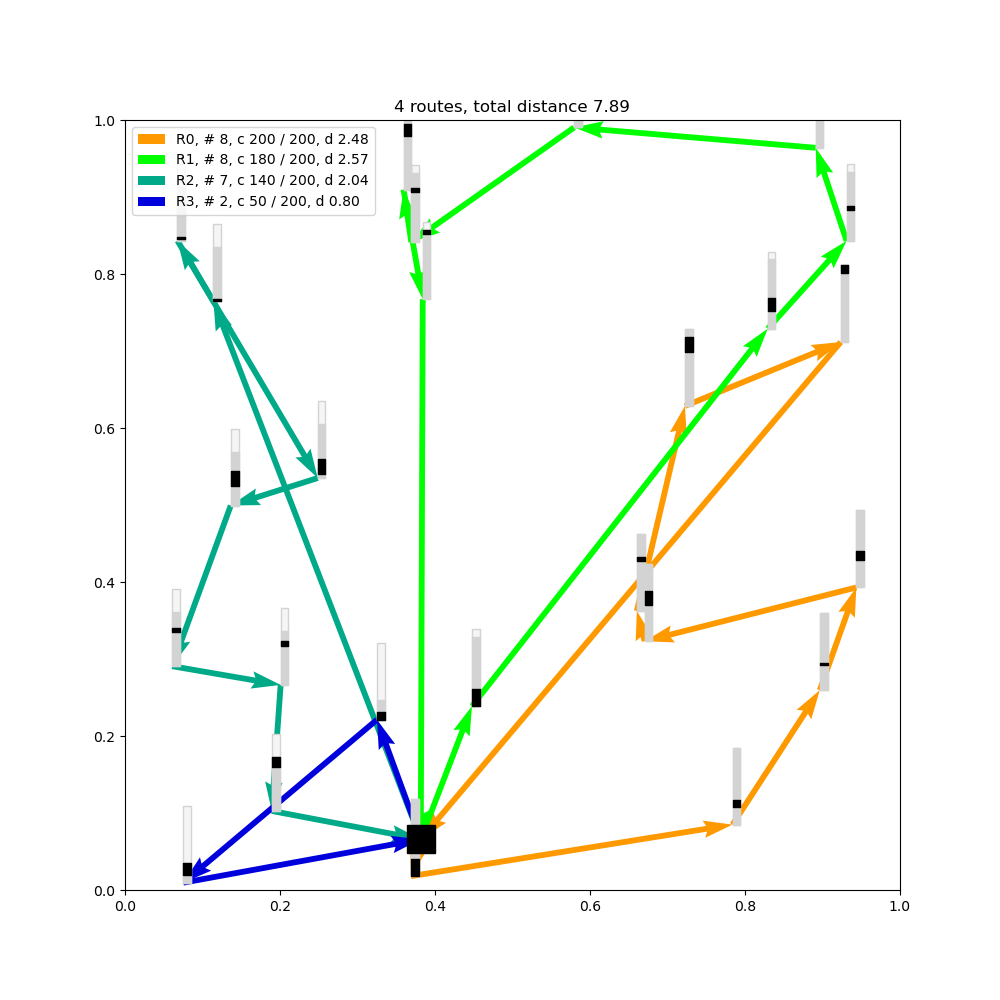 4 routes, total distance 7.89
R0, # 8, c 200 / 200, d 2.48
R1, # 8, c 180 / 200, d 2.57
R2, # 7, c 140 / 200, d 2.04
R3, # 2, c 50 / 200, d 0.80
1.0
0.8
0.6
0.4
0.2
0.0
0.0 0.2 0.4 0.6 0.8 1.0